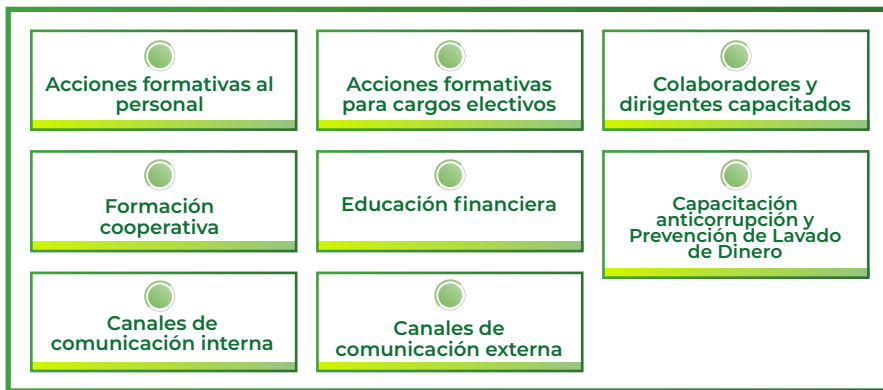 Acciones formativas al
personal
Acciones formativas
para cargos electivos
Colaboradores y
dirigentes capacitados
Formación
cooperativa
Educación financiera
Capacitación
anticorrupción y
Prevención de Lavado
de Dinero
Canales de
comunicación interna
Canales de
comunicación externa